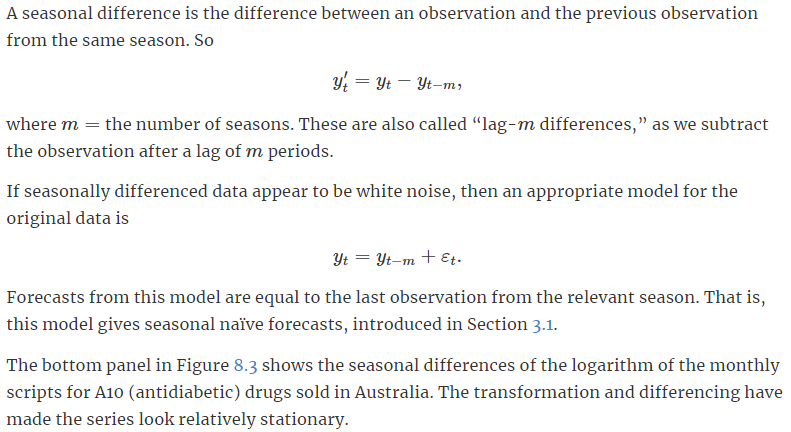 A seasonal difference is the difference between an observation and the previous observation
from the same season. So
y′ₜ = yₜ − yₜ₋ₘ,
where m = the number of seasons. These are also called “lag-m differences,” as we subtract
the observation after a lag of m periods.
If seasonally differenced data appear to be white noise, then an appropriate model for the
original data is
yₜ = yₜ₋ₘ + εₜ.
Forecasts from this model are equal to the last observation from the relevant season. That is,
this model gives seasonal naïve forecasts, introduced in Section 3.1.
The bottom panel in Figure 8.3 shows the seasonal differences of the logarithm of the monthly
scripts for A10 (antidiabetic) drugs sold in Australia. The transformation and differencing have
made the series look relatively stationary.